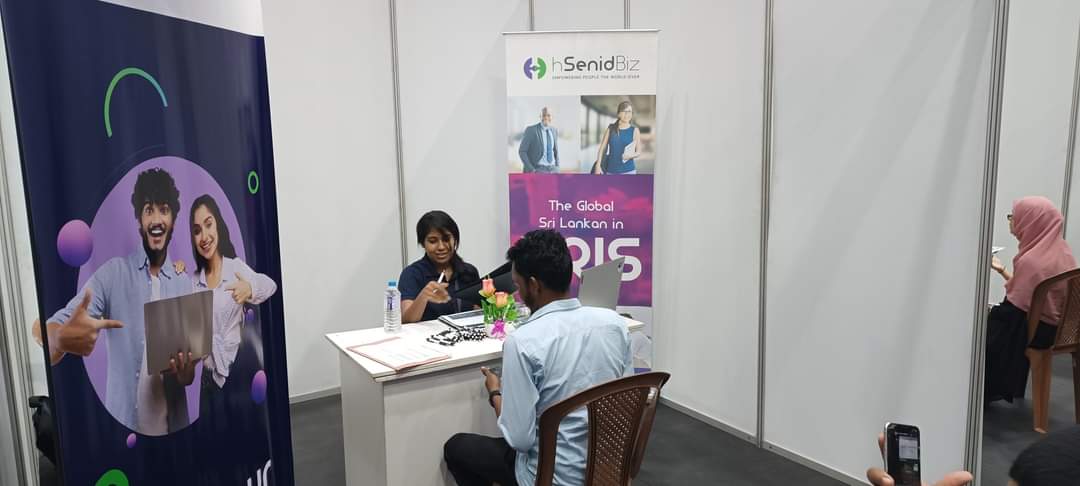 hSenidBiz
EMPOWERING PEOPLE THE WORLD OVER
The Global
Sri Lankan in